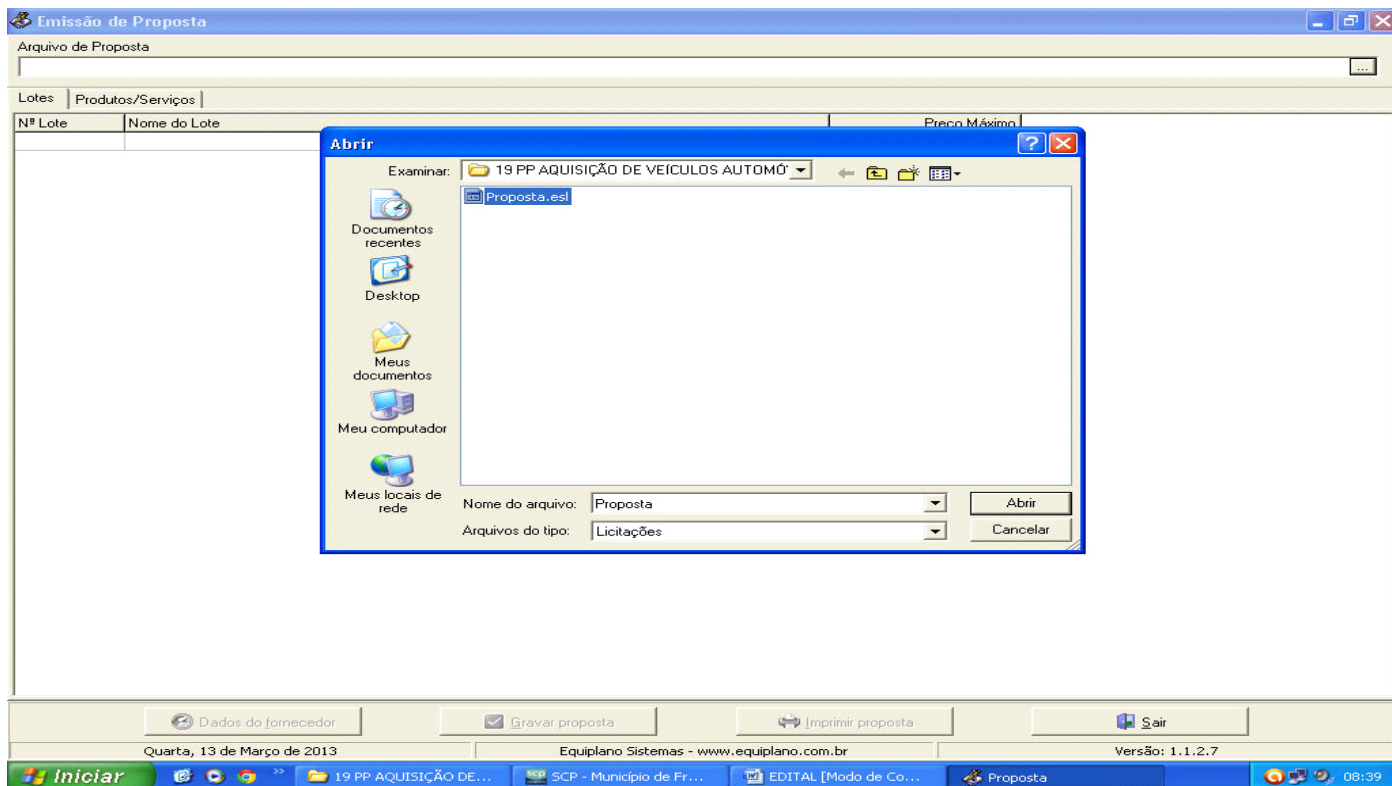 Emissão de Proposta
Arquivo de Proposta
...
Lotes Produtos/Serviços
Nº Lote Nome do Lote Preço Máximo
Abrir
Examinar: 19 PP AQUISIÇÃO DE VEÍCULOS AUTOMÓ
Proposta.esl
Documentos
recentes
Desktop
Meus
documentos
Meu computador
Meus locais de
rede
Nome do arquivo: Proposta Abrir
Arquivos do tipo: Licitações Cancelar
Dados do fornecedor Gravar proposta Imprimir proposta Sair
Quarta, 13 de Março de 2013 Equiplano Sistemas - www.equiplano.com.br Versão: 1.1.2.7
Iniciar » 19 PP AQUISIÇÃO DE... SCP - Município de Fr... EDITAL [Modo de Co... Proposta 08:39